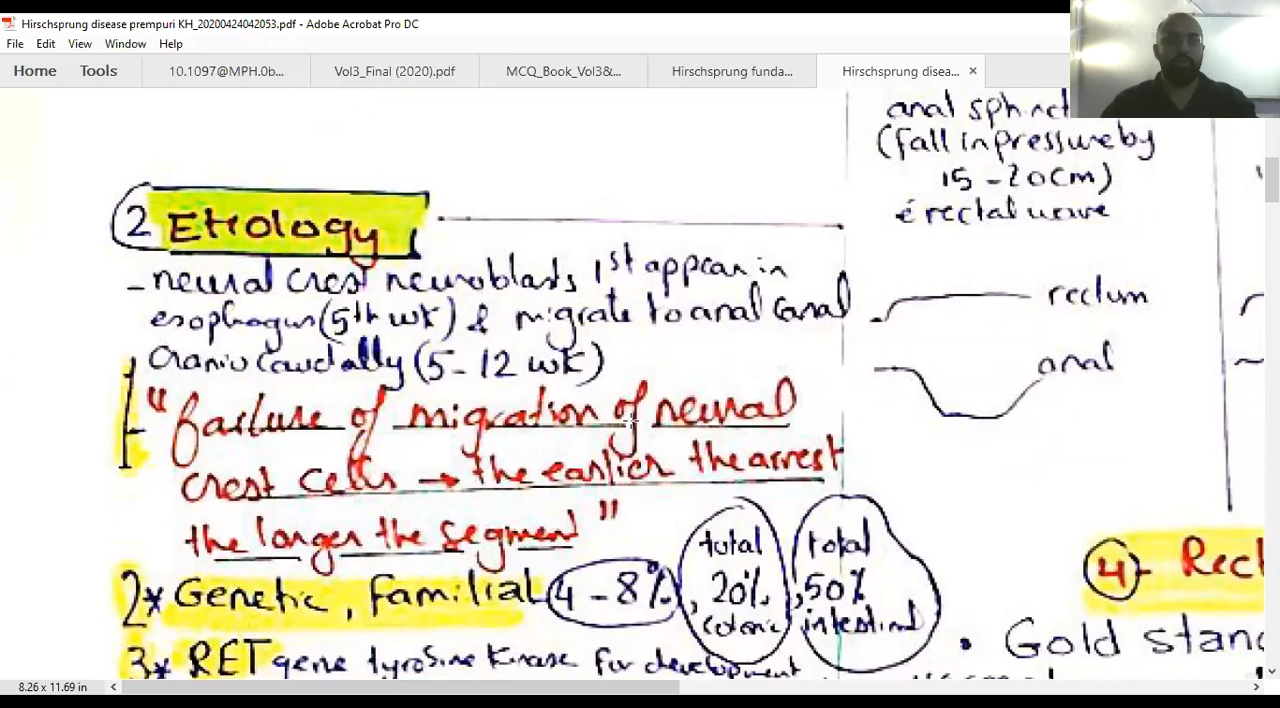 Hirschsprung disease prempuri KH_20200424042053.pdf - Adobe Acrobat Pro DC
File Edit View Window Help
Home Tools 10.1097@MPH.0b... Vol3_Final (2020).pdf MCQ_Book_Vol3&... Hirschsprung funda... Hirschsprung disea... ×
2 Etiology
- neural crest neuroblasts 1st appear in
esophagus (5th wk) & migrate to anal canal
Cranio caudally (5-12 wk)
"failure of migration of neural
crest cells → the earlier the arrest
the longer the segment"
2* Genetic, Familial 4-8%, 20%, 50%
total colonic
total intestinal
3* RET gene tyrosine kinase for development
anal sphinct
(fall in pressure by
15-20cm)
rectal
rectum
anal
4- Rect
• Gold stand
8.26 x 11.69 in